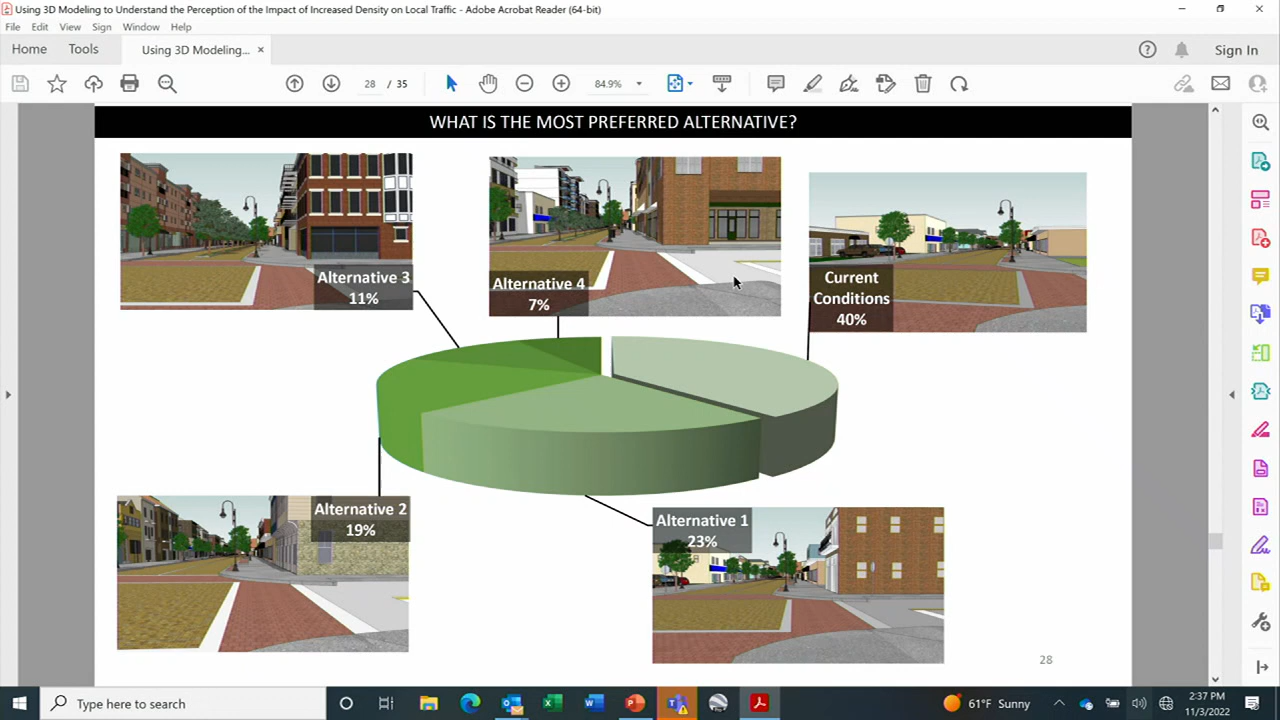 Using 3D Modeling to Understand the Perception of the Impact of Increased Density on Local Traffic - Adobe Acrobat Reader (64-bit)
File Edit View Sign Window Help
Home Tools Using 3D Modeling... × Sign In
28 / 35 84.9%
WHAT IS THE MOST PREFERRED ALTERNATIVE?
Alternative 3
11%
Alternative 4
7%
Current
Conditions
40%
Alternative 2
19%
Alternative 1
23%
28
Type here to search
61°F Sunny
2:37 PM
11/3/2022